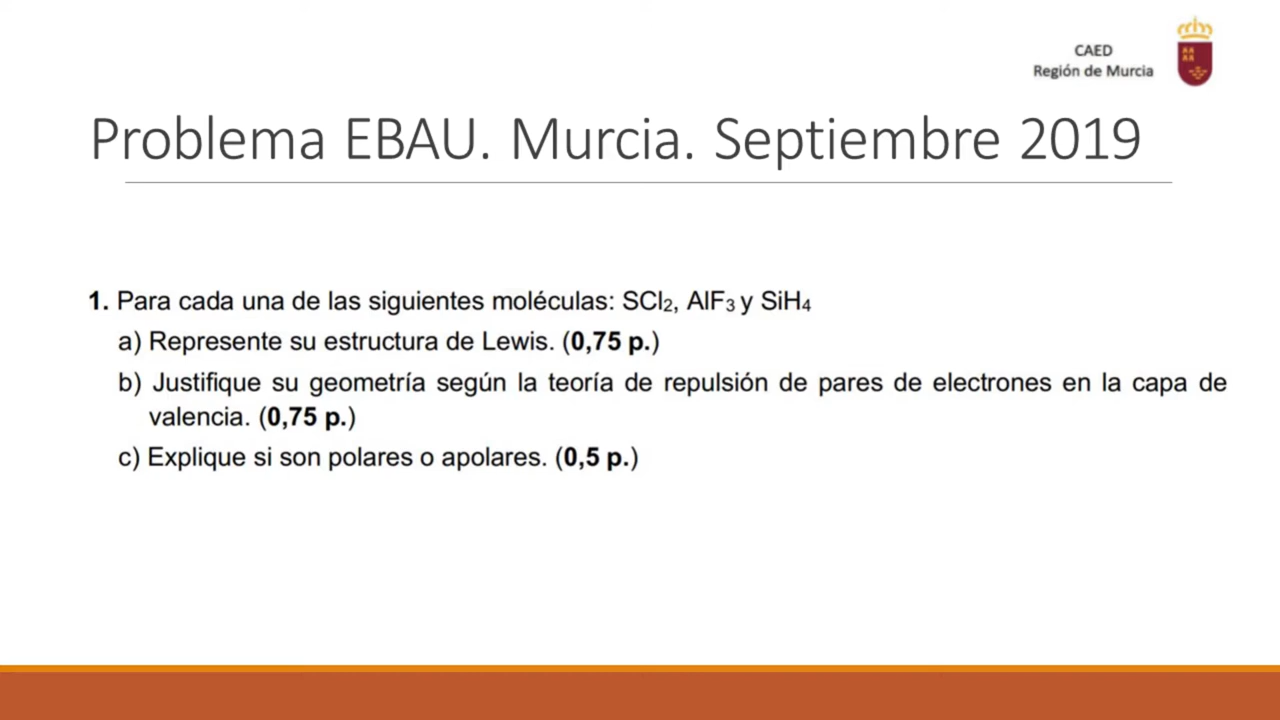 CAED
Región de Murcia
Problema EBAU. Murcia. Septiembre 2019
1. Para cada una de las siguientes moléculas: SCl₂, AlF₃ y SiH₄
a) Represente su estructura de Lewis. (0,75 p.)
b) Justifique su geometría según la teoría de repulsión de pares de electrones en la capa de
valencia. (0,75 p.)
c) Explique si son polares o apolares. (0,5 p.)